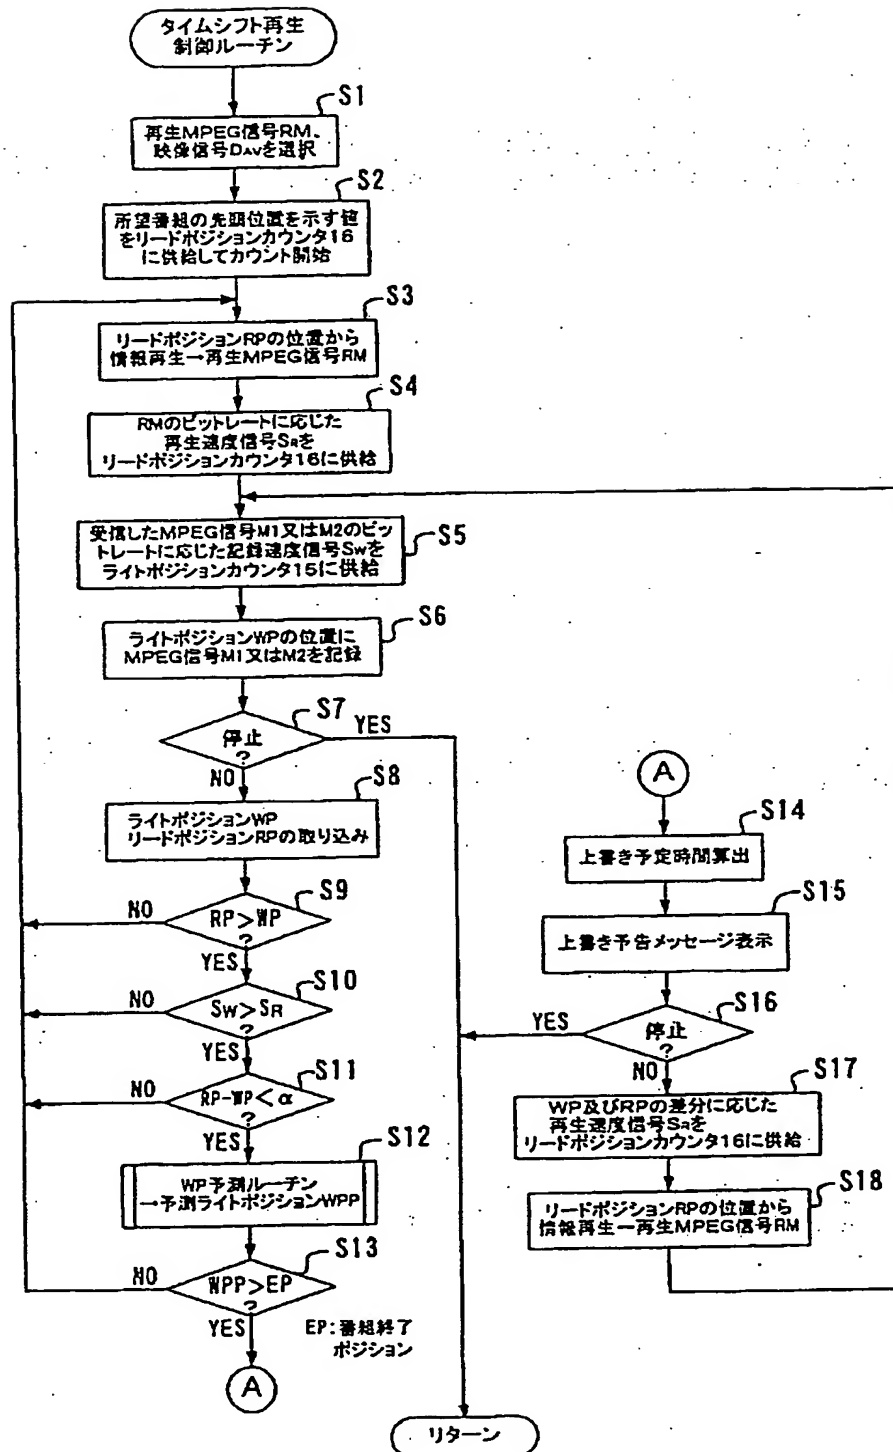 タイムシフト再生
制御ルーチン
S1
再生MPEG信号RM、
映像信号DAVを選択
S2
所望番組の先頭位置を示す値
をリードポジションカウンタ16
に供給してカウント開始
S3
リードポジションRPの位置から
情報再生→再生MPEG信号RM
S4
RMのビットレートに応じた
再生速度信号SRを
リードポジションカウンタ16に供給
S5
受信したMPEG信号M1又はM2のビッ
トレートに応じた記録速度信号SWを
ライトポジションカウンタ15に供給
S6
ライトポジションWPの位置に
MPEG信号M1又はM2を記録
S7
停止
?
YES
NO
S8
ライトポジションWP
リードポジションRPの取り込み
S9
NO
RP>WP
?
YES
S10
NO
SW>SR
?
YES
S11
NO
RP-WP<α
?
YES
S12
WP予測ルーチン
→予測ライトポジションWPP
S13
NO
WPP>EP
?
YES
EP:番組終了
ポジション
A
A
S14
上書き予定時間算出
S15
上書き予告メッセージ表示
S16
YES
停止
?
NO
S17
WP及びRPの差分に応じた
再生速度信号SRを
リードポジションカウンタ16に供給
S18
リードポジションRPの位置から
情報再生→再生MPEG信号RM
リターン